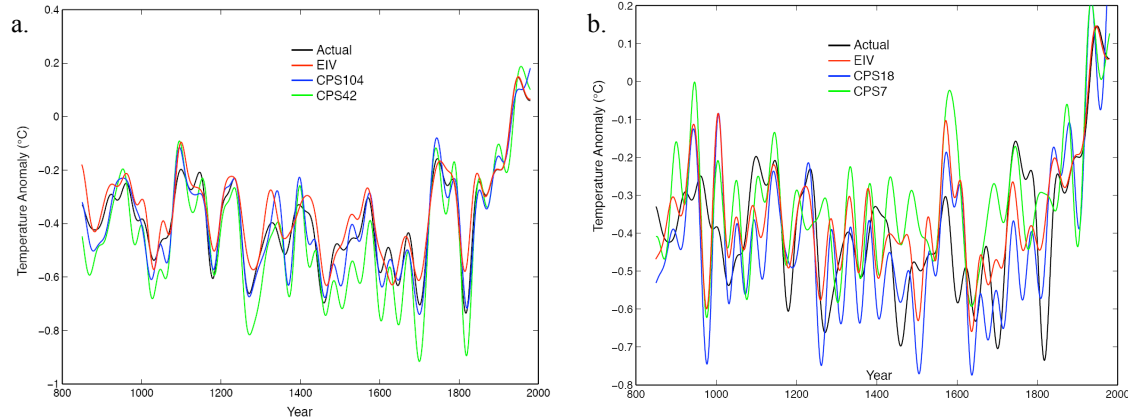 a.
Temperature Anomaly (°C)
0.4
0.2
0
−0.2
−0.4
−0.6
−0.8
−1
800
1000
1200
1400
1600
1800
2000
Year
Actual
EIV
CPS104
CPS42
b.
Temperature Anomaly (°C)
0.2
0.1
0
−0.1
−0.2
−0.3
−0.4
−0.5
−0.6
−0.7
−0.8
800
1000
1200
1400
1600
1800
2000
Year
Actual
EIV
CPS18
CPS7